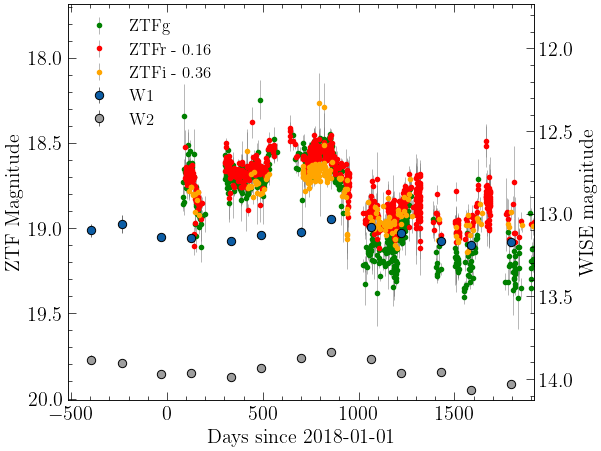 ZTFg
ZTFr - 0.16
ZTFi - 0.36
W1
W2
18.0
18.5
19.0
19.5
20.0
ZTF Magnitude
12.0
12.5
13.0
13.5
14.0
WISE magnitude
−500
0
500
1000
1500
Days since 2018-01-01